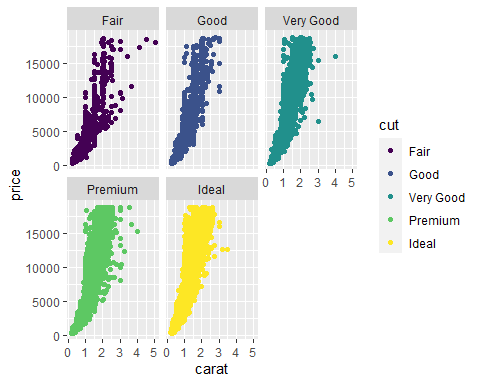 Fair Good Very Good
15000
10000
5000
0
0 1 2 3 4 5
price
Premium Ideal
15000
10000
5000
0
0 1 2 3 4 5 0 1 2 3 4 5
carat
cut
Fair
Good
Very Good
Premium
Ideal